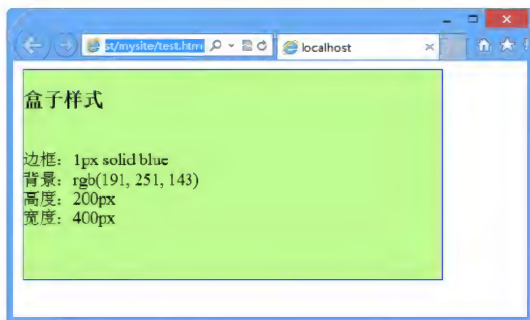 st/mysite/test.htm
localhost
盒子样式
边框：1px solid blue
背景：rgb(191, 251, 143)
高度：200px
宽度：400px